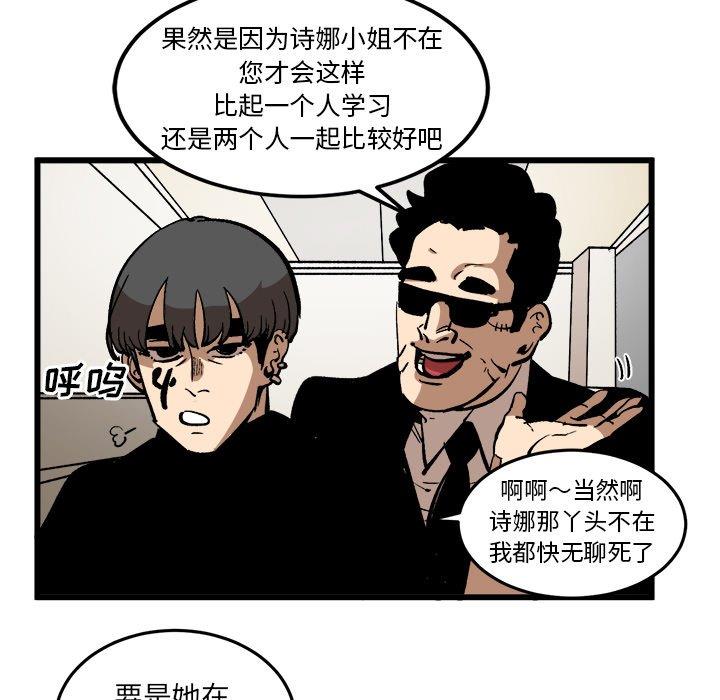 果然是因为诗娜小姐不在
您才会这样
比起一个人学习
还是两个人一起比较好吧
呼呜
4
啊啊～当然啊
诗娜那丫头不在
我都快无聊死了
要是她在